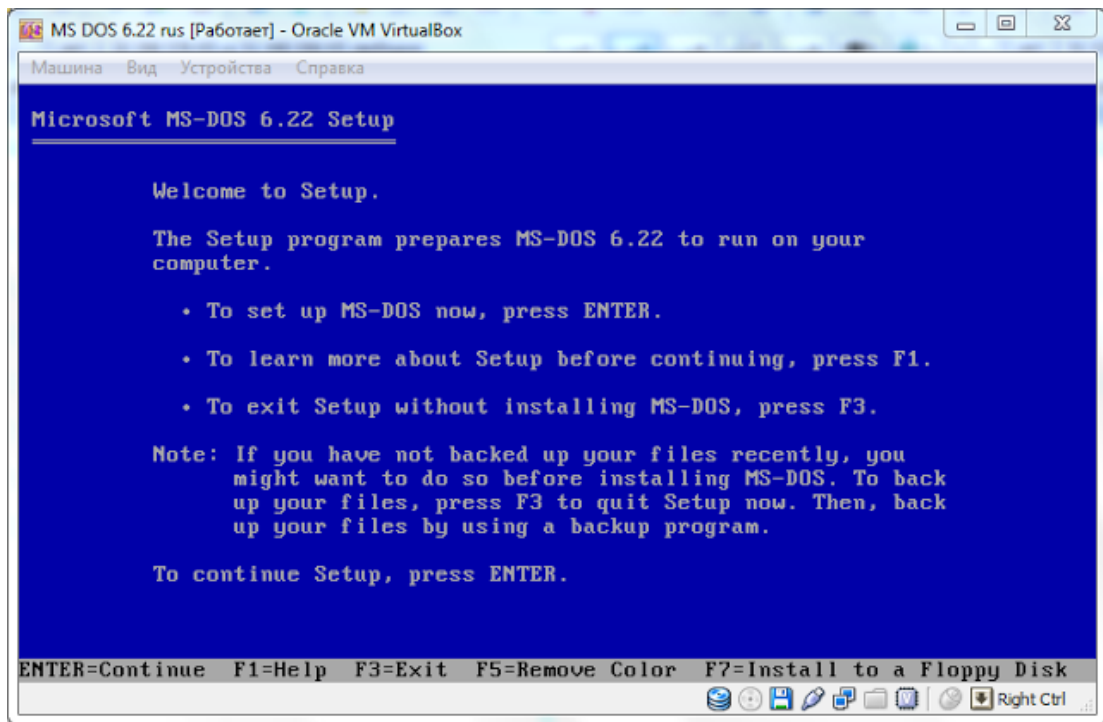 MS DOS 6.22 rus [Работает] - Oracle VM VirtualBox
Машина Вид Устройства Справка
Microsoft MS-DOS 6.22 Setup
Welcome to Setup.
The Setup program prepares MS-DOS 6.22 to run on your
computer.
• To set up MS-DOS now, press ENTER.
• To learn more about Setup before continuing, press F1.
• To exit Setup without installing MS-DOS, press F3.
Note: If you have not backed up your files recently, you
might want to do so before installing MS-DOS. To back
up your files, press F3 to quit Setup now. Then, back
up your files by using a backup program.
To continue Setup, press ENTER.
ENTER=Continue F1=Help F3=Exit F5=Remove Color F7=Install to a Floppy Disk
Right Ctrl